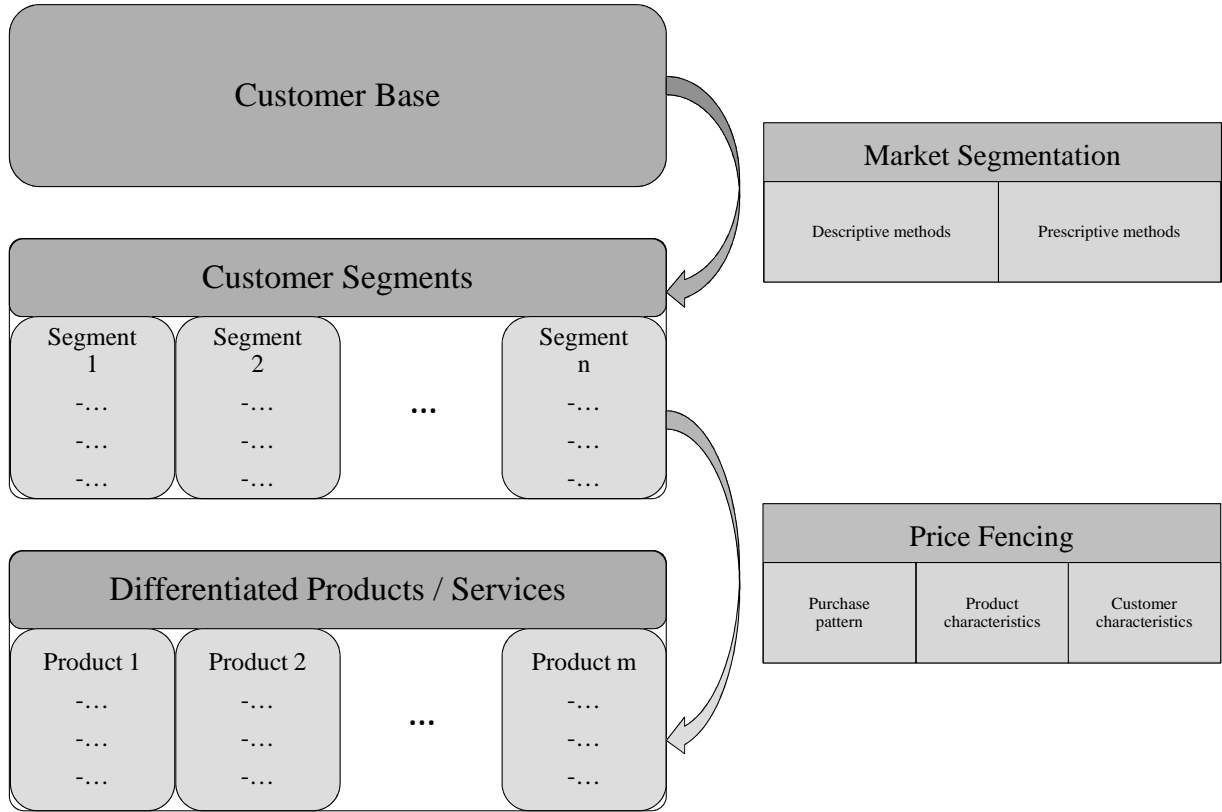 Customer Base
Market Segmentation
Descriptive methods
Prescriptive methods
Customer Segments
Segment
1
-...
-...
-...
Segment
2
-...
-...
-...
...
Segment
n
-...
-...
-...
Price Fencing
Purchase
pattern
Product
characteristics
Customer
characteristics
Differentiated Products / Services
Product 1
-...
-...
-...
Product 2
-...
-...
-...
...
Product m
-...
-...
-...